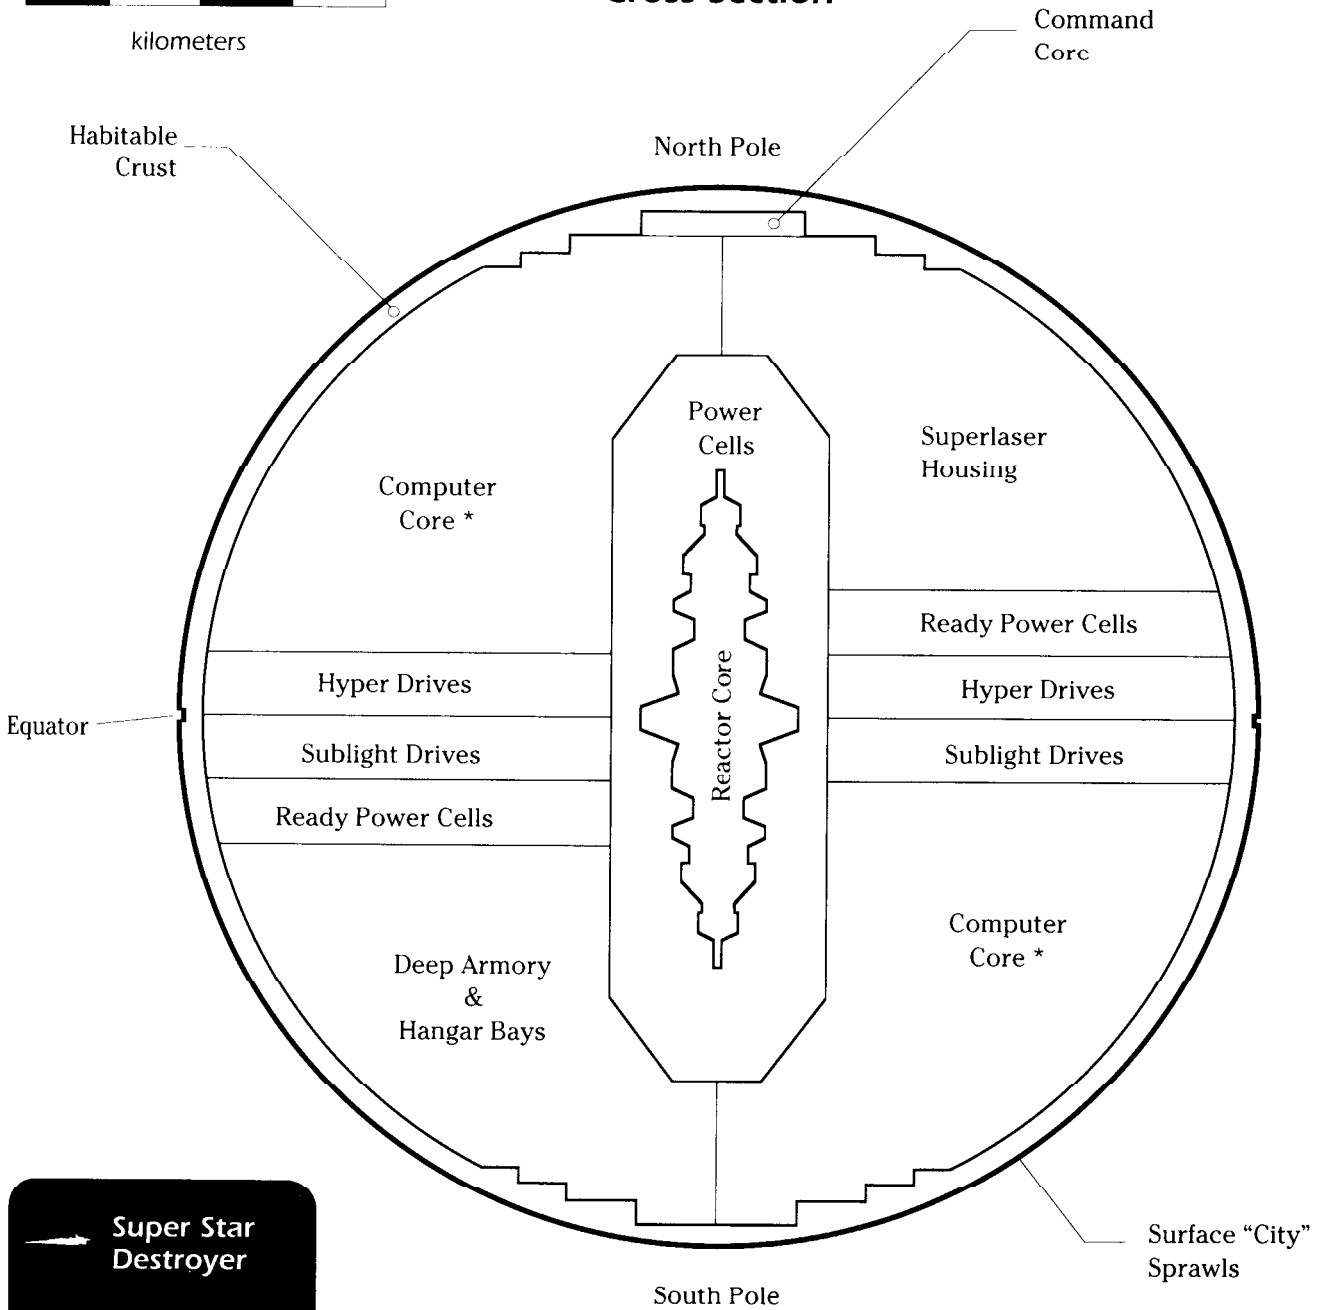 Cross Section
kilometers
Command
Core
Habitable
Crust
North Pole
Power
Cells
Superlaser
Housing
Computer
Core *
Ready Power Cells
Hyper Drives
Hyper Drives
Reactor Core
Equator
Sublight Drives
Sublight Drives
Ready Power Cells
Computer
Core *
Deep Armory
&
Hangar Bays
Super Star
Destroyer
Surface “City”
Sprawls
South Pole